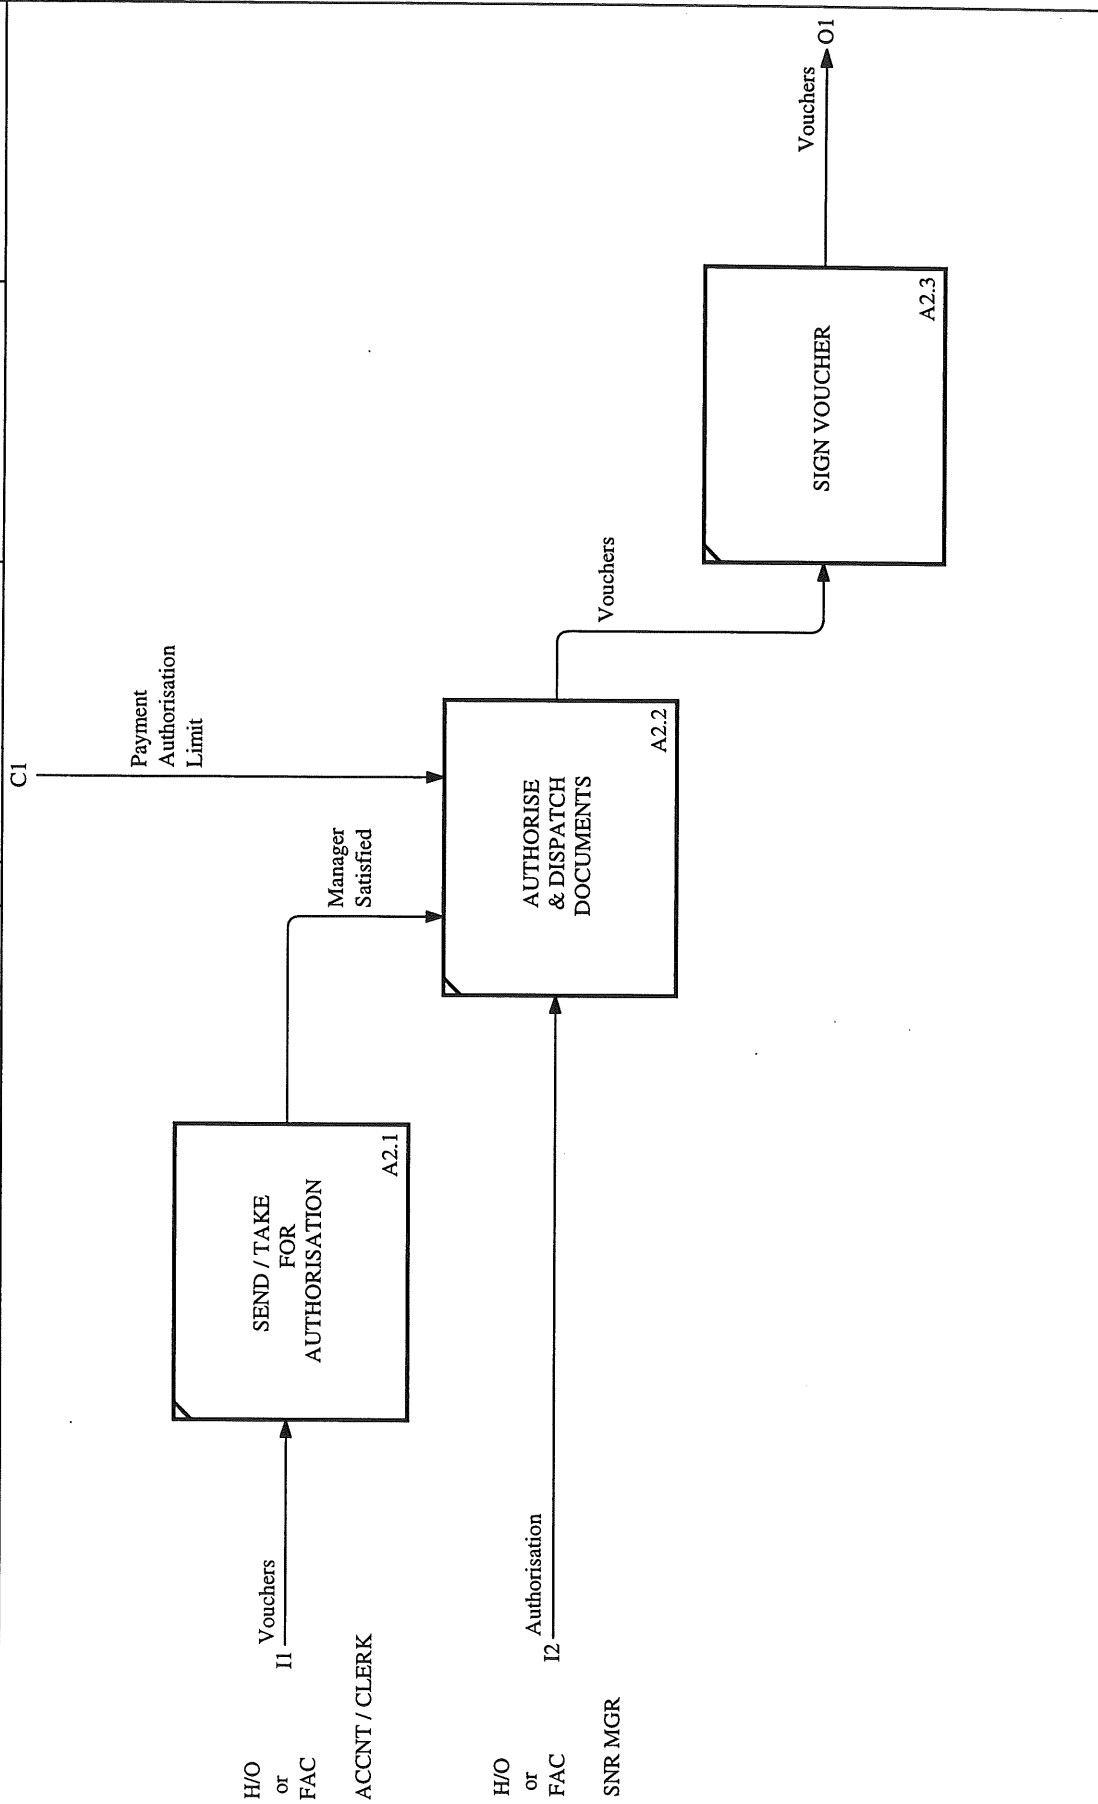 C1
Payment
Authorisation
Limit
H/O
or
FAC
ACCNT / CLERK
I1
Vouchers
SEND / TAKE
FOR
AUTHORISATION
A2.1
Manager
Satisfied
H/O
or
FAC
SNR MGR
I2
Authorisation
AUTHORISE
& DISPATCH
DOCUMENTS
A2.2
Vouchers
SIGN VOUCHER
A2.3
Vouchers
O1